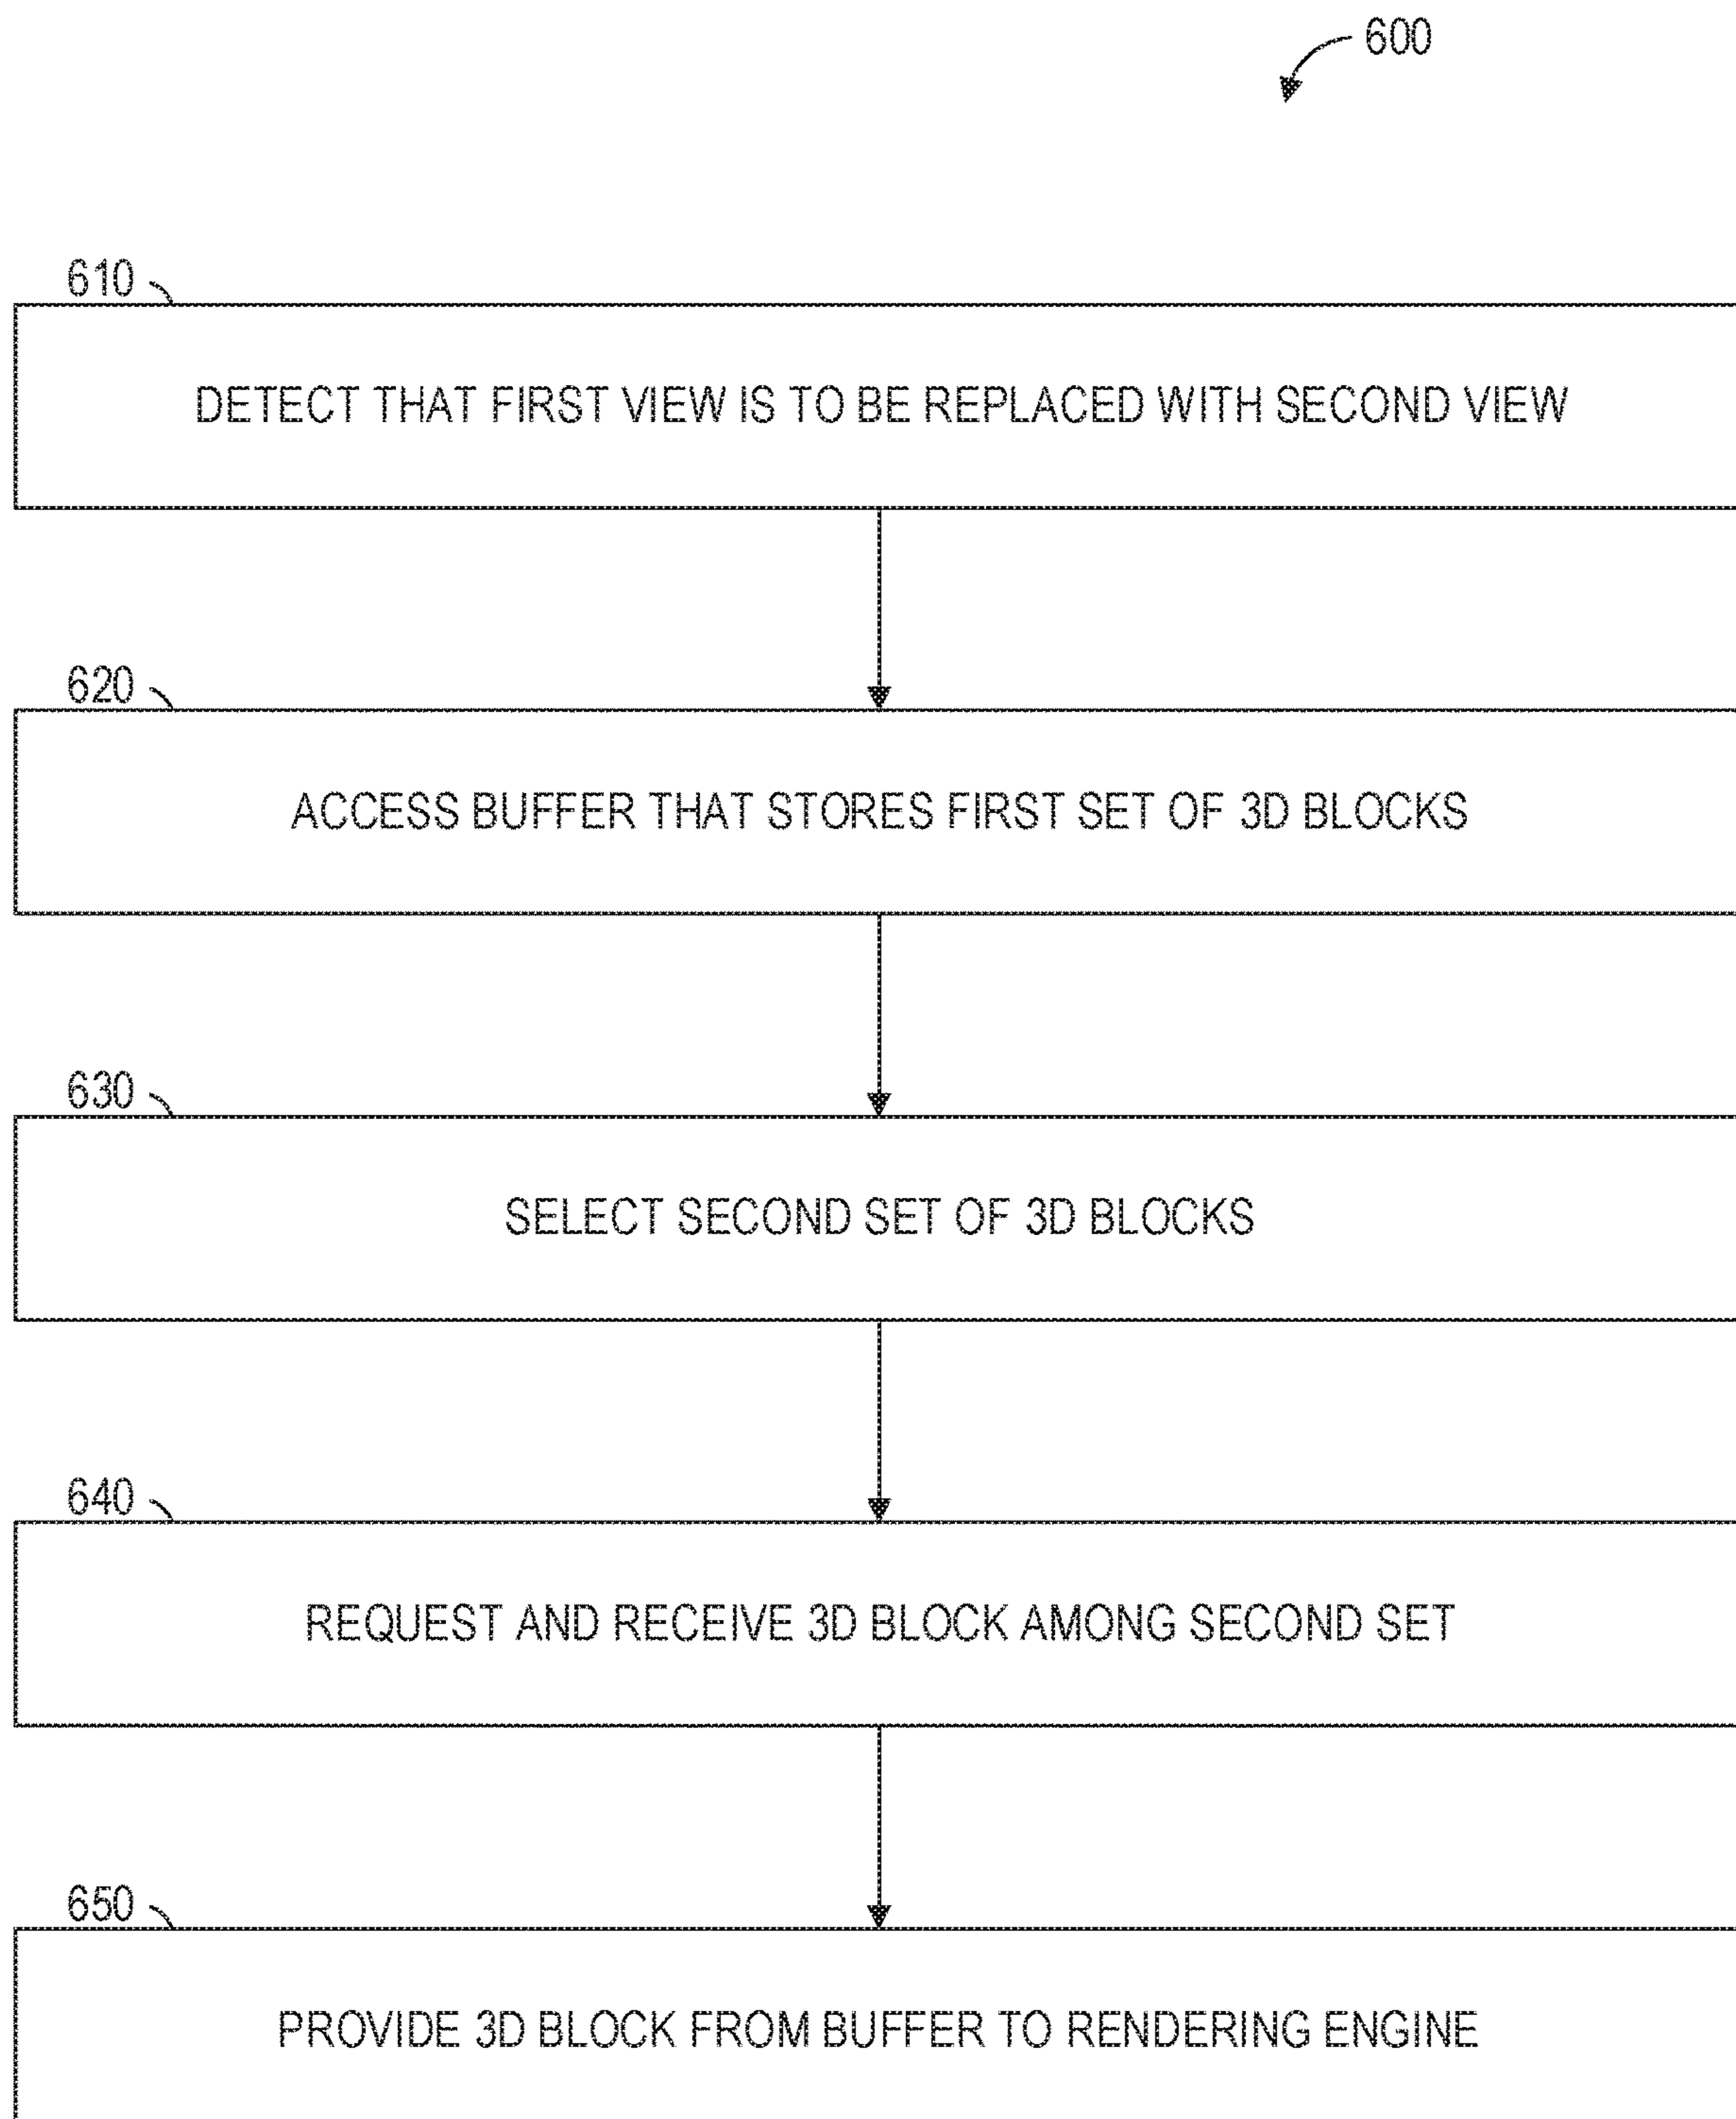 600
610
DETECT THAT FIRST VIEW IS TO BE REPLACED WITH SECOND VIEW
620
ACCESS BUFFER THAT STORES FIRST SET OF 3D BLOCKS
630
SELECT SECOND SET OF 3D BLOCKS
640
REQUEST AND RECEIVE 3D BLOCK AMONG SECOND SET
650
PROVIDE 3D BLOCK FROM BUFFER TO RENDERING ENGINE